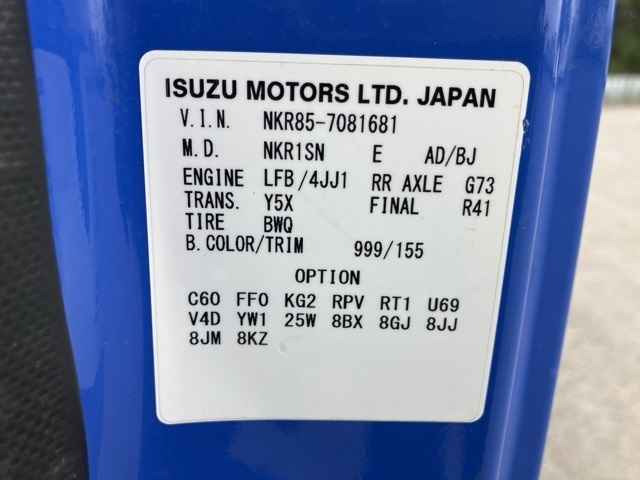 ISUZU MOTORS LTD. JAPAN
V.I.N. NKR85-7081681
M.D. NKR1SN E AD/BJ
ENGINE LFB/4JJ1 RR AXLE G73
TRANS. Y5X FINAL R41
TIRE BWQ
B.COLOR/TRIM 999/155
OPTION
C60 FF0 KG2 RPV RT1 U69
V4D YW1 25W 8BX 8GJ 8JJ
8JM 8KZ